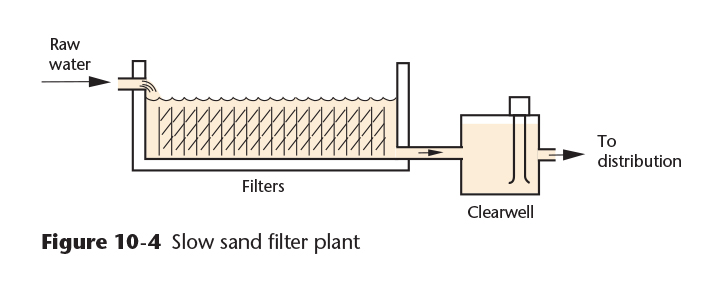 Raw
water
Filters
Clearwell
To
distribution
Figure 10-4 Slow sand filter plant